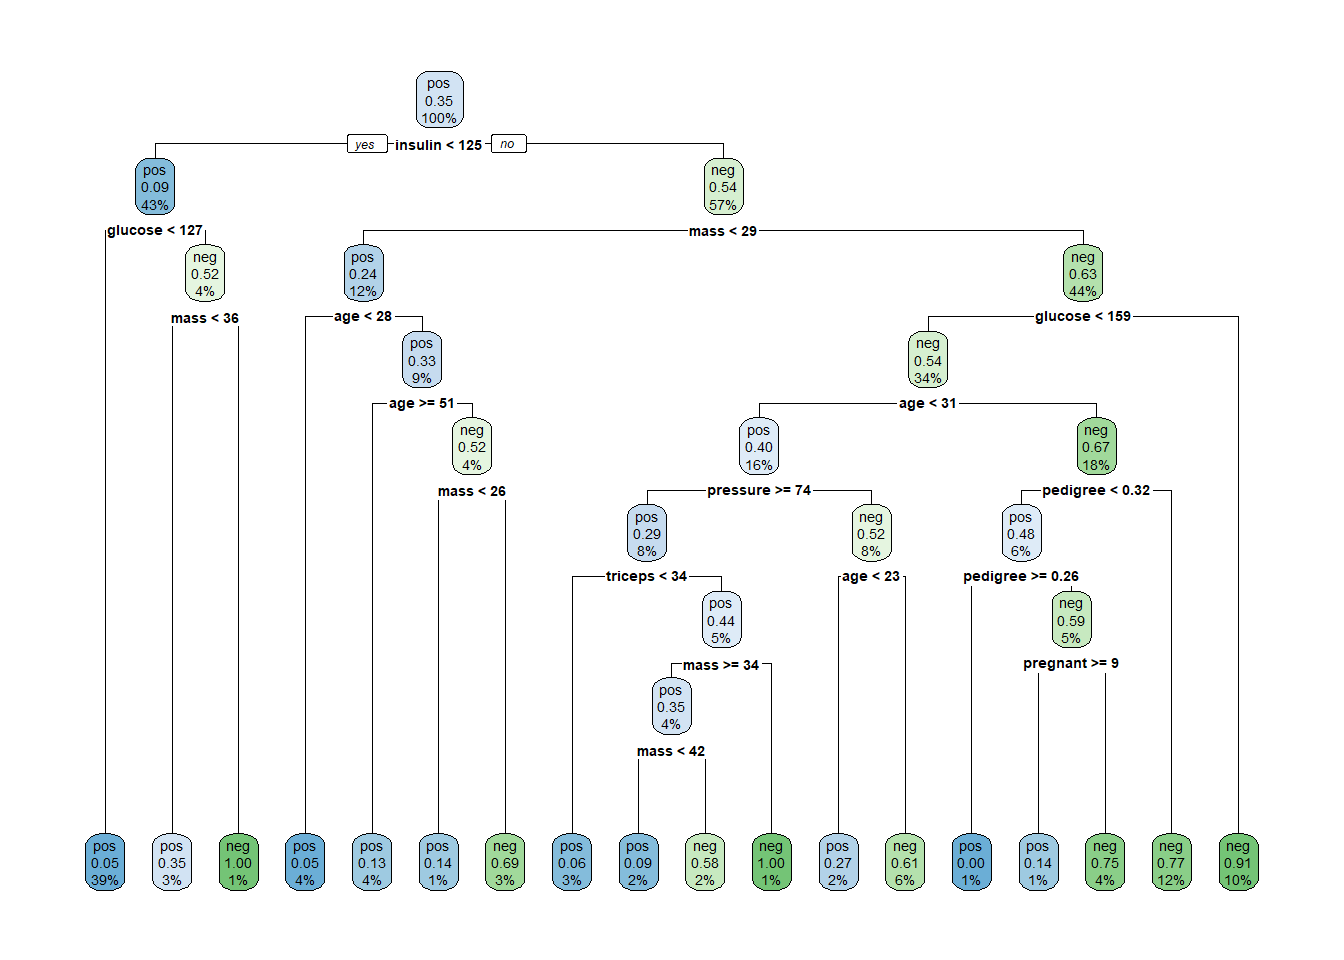 pos
0.35
100%
yes insulin < 125 no
pos
0.09
43%
neg
0.54
57%
glucose < 127
mass < 29
neg
0.52
4%
pos
0.24
12%
neg
0.63
44%
mass < 36
age < 28
glucose < 159
pos
0.33
9%
neg
0.54
34%
age >= 51
age < 31
neg
0.52
4%
pos
0.40
16%
neg
0.67
18%
mass < 26
pressure >= 74
pedigree < 0.32
pos
0.29
8%
neg
0.52
8%
pos
0.48
6%
triceps < 34
age < 23
pedigree >= 0.26
pos
0.44
5%
neg
0.59
5%
mass >= 34
pregnant >= 9
pos
0.35
4%
mass < 42
pos
0.05
39%
pos
0.35
3%
neg
1.00
1%
pos
0.05
4%
pos
0.13
4%
pos
0.14
1%
neg
0.69
3%
pos
0.06
3%
pos
0.09
2%
neg
0.58
2%
neg
1.00
1%
pos
0.27
2%
neg
0.61
6%
pos
0.00
1%
pos
0.14
1%
neg
0.75
4%
neg
0.77
12%
neg
0.91
10%